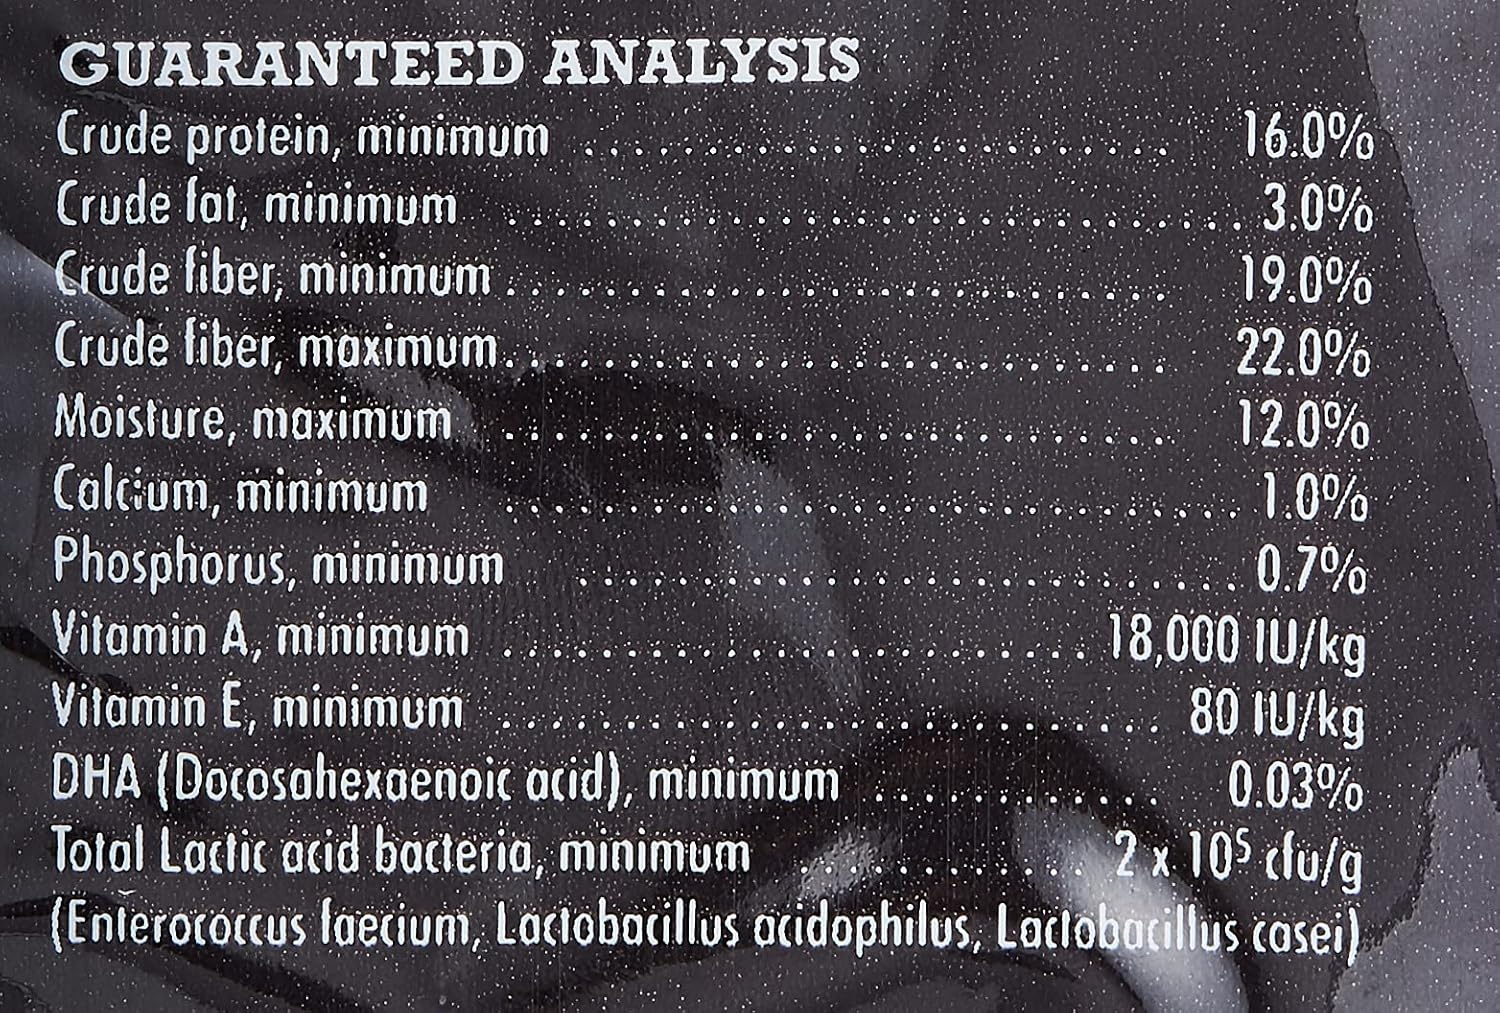 GUARANTEED ANALYSIS
Crude protein, minimum ........................ 16.0%
Crude fat, minimum ............................. 3.0%
Crude fiber, minimum .......................... 19.0%
Crude fiber, maximum .......................... 22.0%
Moisture, maximum ............................ 12.0%
Calcium, minimum .............................. 1.0%
Phosphorus, minimum .......................... 0.7%
Vitamin A, minimum ........................ 18,000 IU/kg
Vitamin E, minimum ........................... 80 IU/kg
DHA (Docosahexaenoic acid), minimum ............ 0.03%
Total Lactic acid bacteria, minimum ............ 2 x 10⁵ cfu/g
(Enterococcus faecium, Lactobacillus acidophilus, Lactobacillus casei)